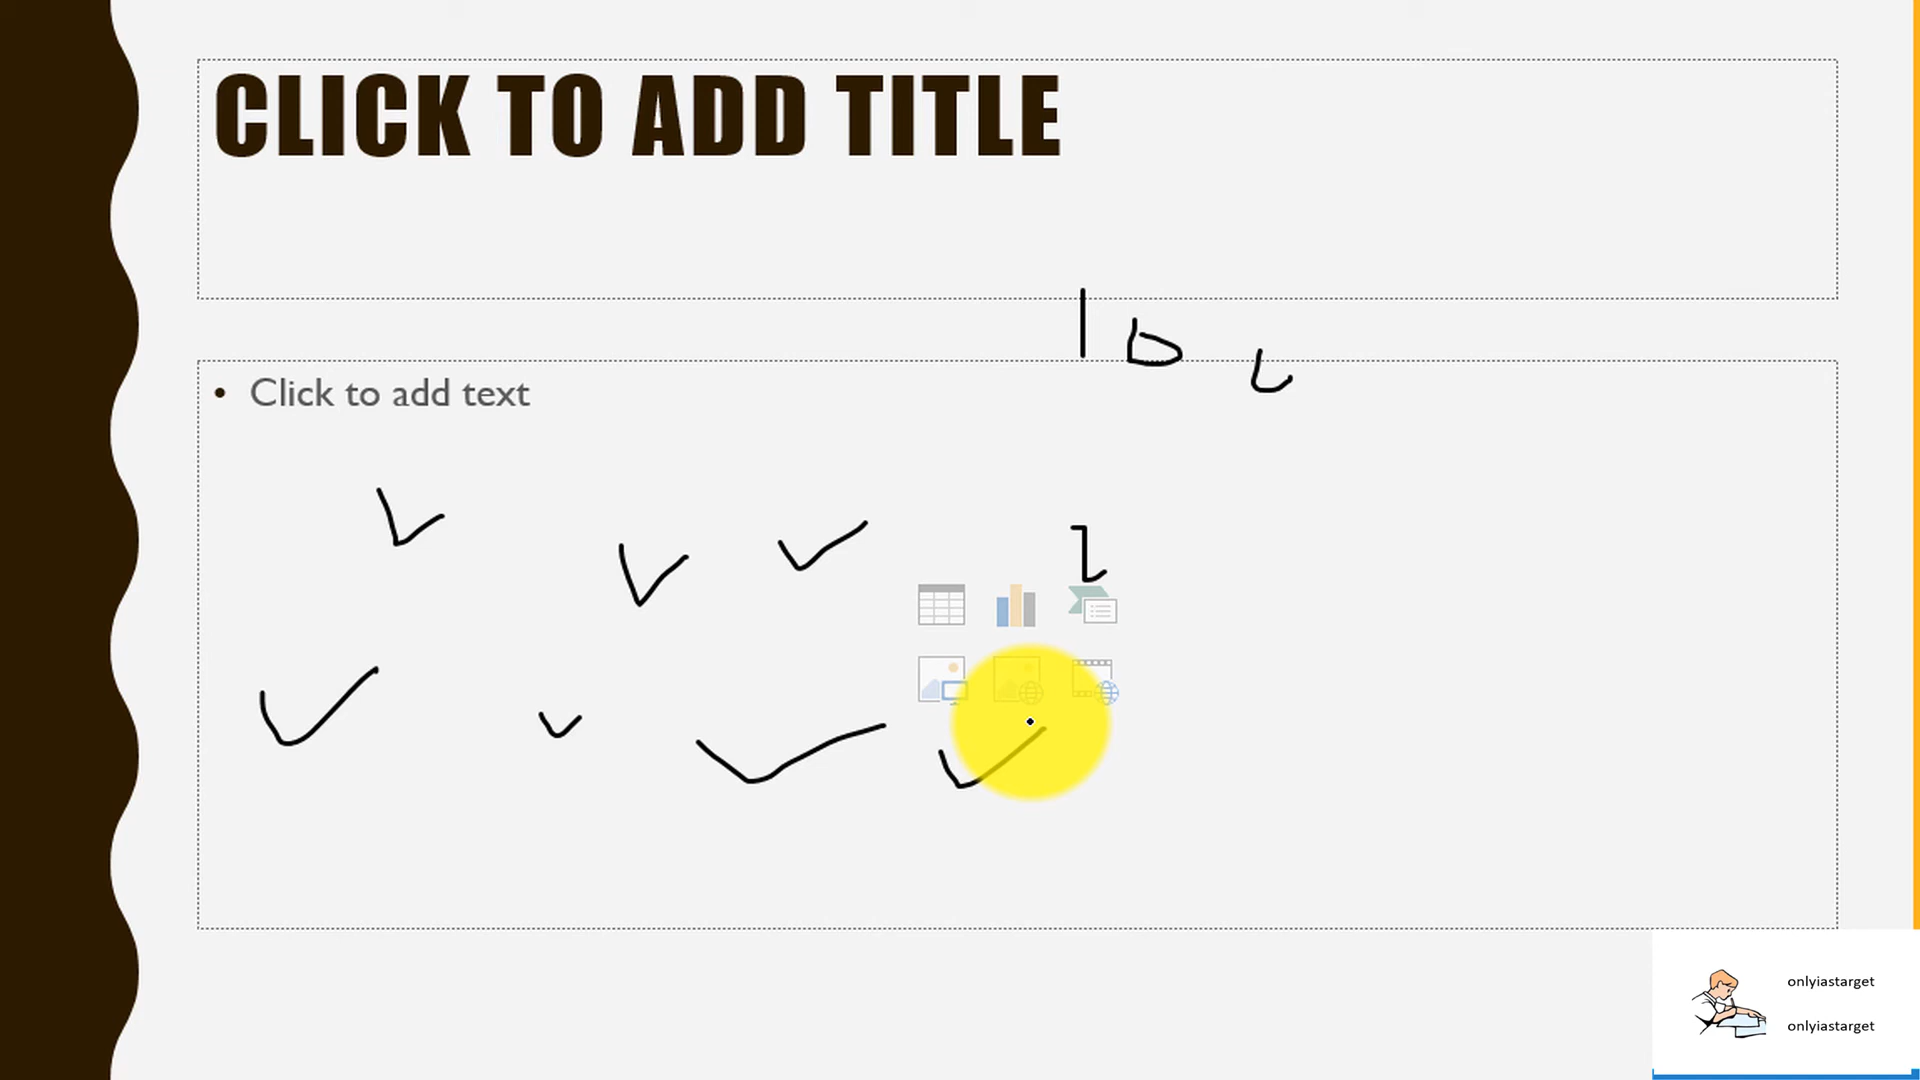 CLICK TO ADD TITLE
• Click to add text
onlyiastarget
onlyiastarget